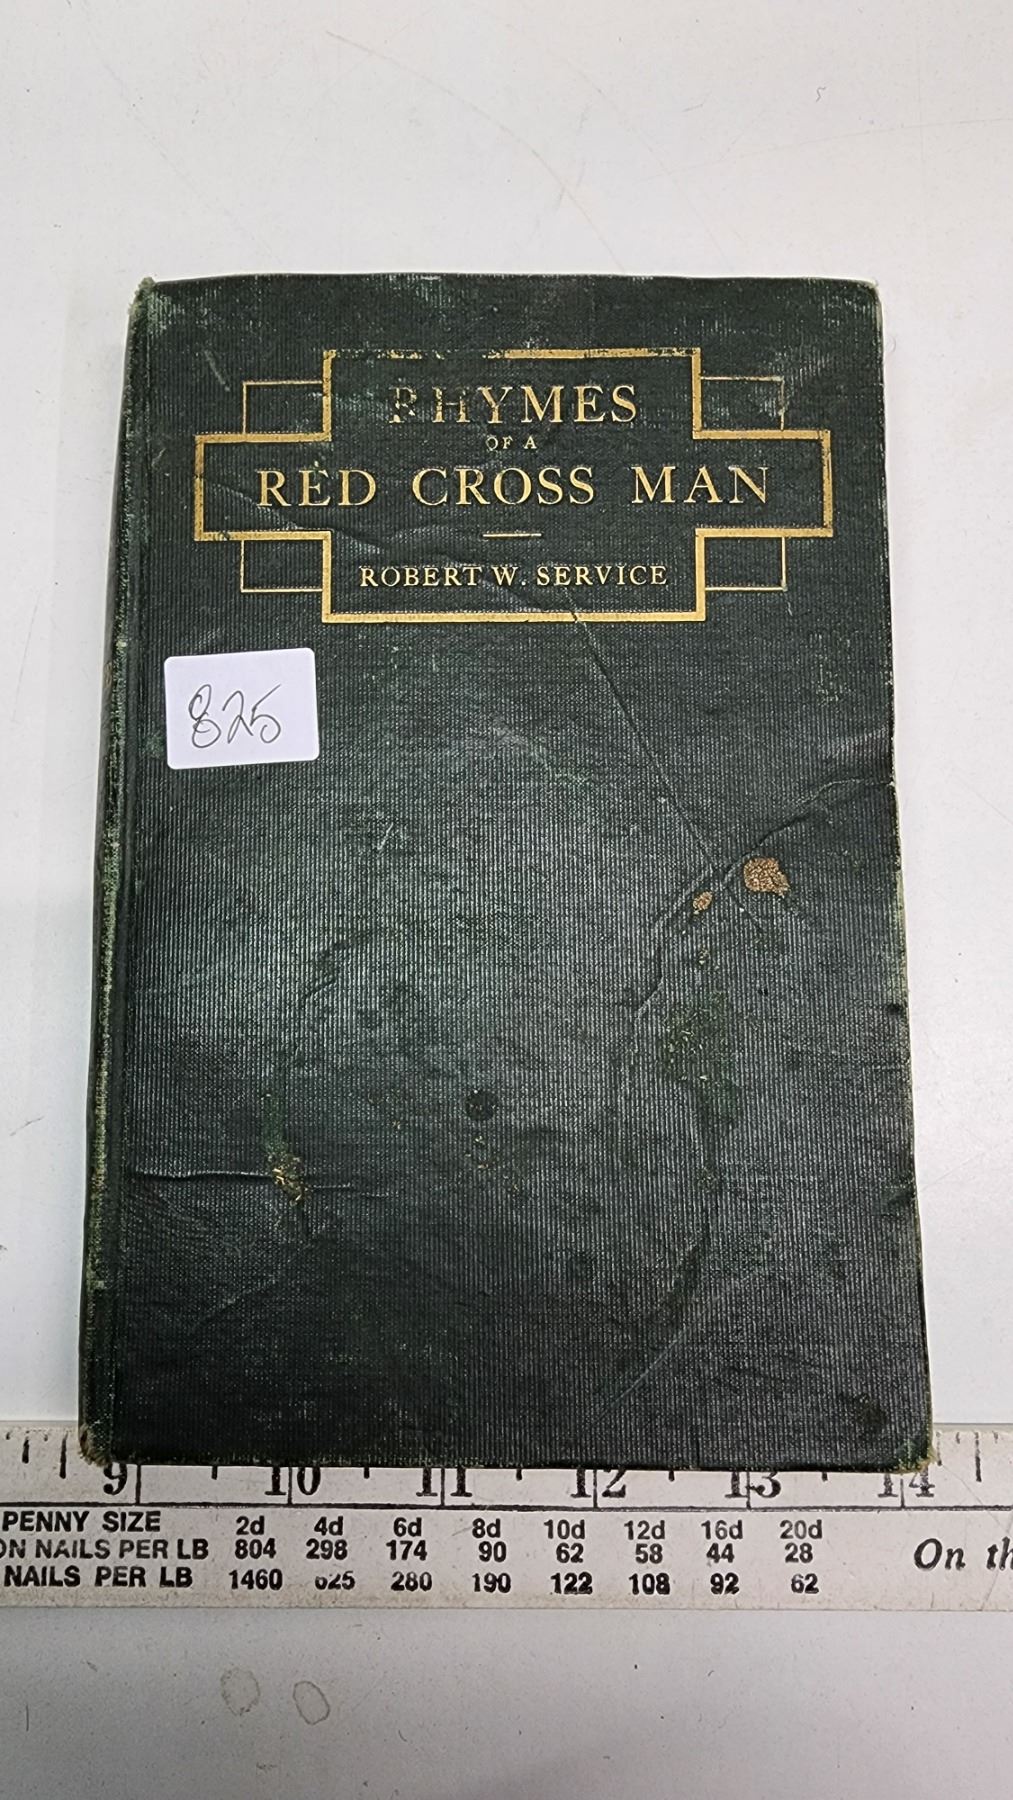 RHYMES
OF A
RED CROSS MAN
ROBERT W. SERVICE
825
9 10 11 12 13 14
PENNY SIZE 2d 4d 6d 8d 10d 12d 16d 20d
ON NAILS PER LB 804 298 174 90 62 58 44 28
NAILS PER LB 1460 625 280 190 122 108 92 62
On th